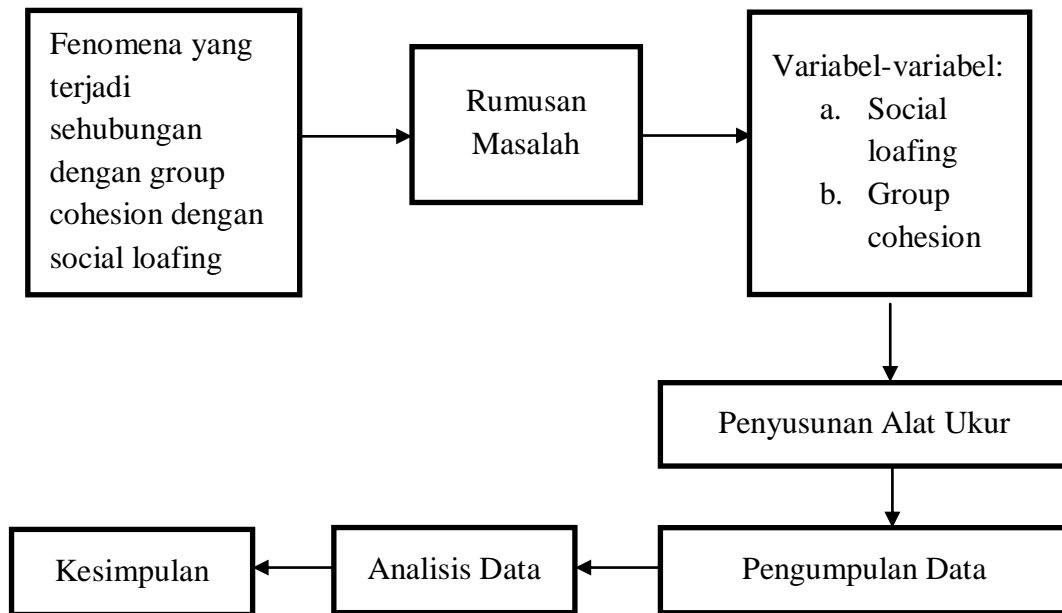 Fenomena yang
terjadi
sehubungan
dengan group
cohesion dengan
social loafing
Rumusan
Masalah
Variabel-variabel:
a. Social
loafing
b. Group
cohesion
Penyusunan Alat Ukur
Pengumpulan Data
Analisis Data
Kesimpulan